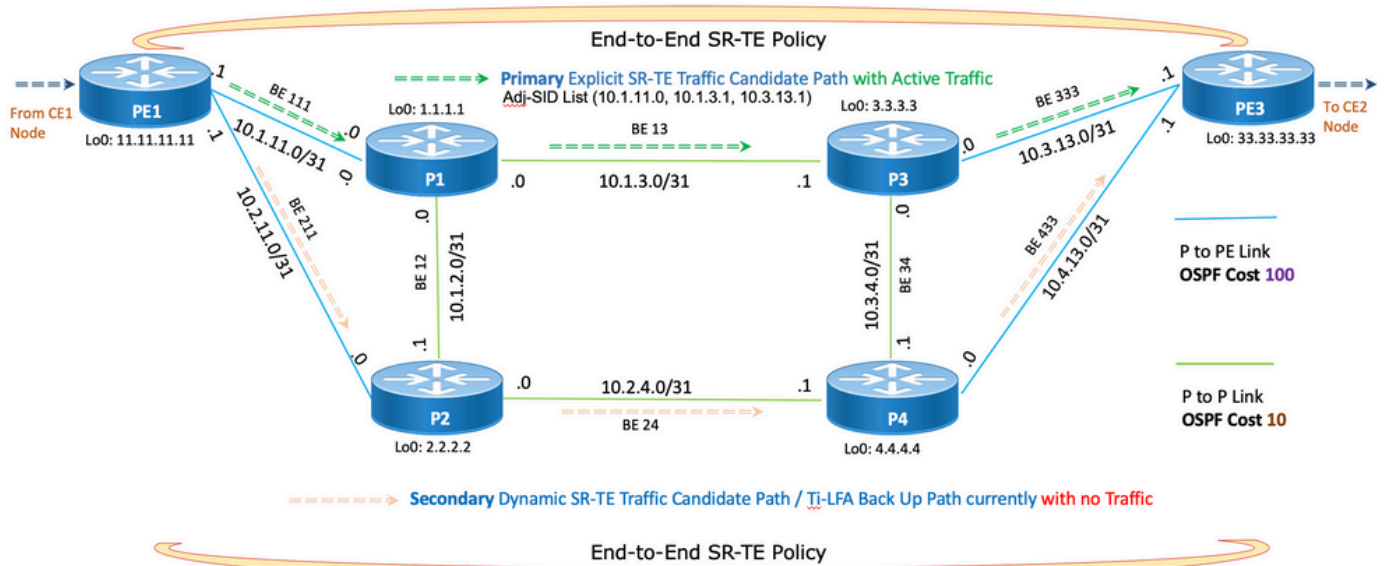 End-to-End SR-TE Policy
Primary Explicit SR-TE Traffic Candidate Path with Active Traffic
Adj-SID List (10.1.11.0, 10.1.3.1, 10.3.13.1)
From CE1
Node
PE1
Lo0: 11.11.11.11
.1
.1
BE 111
10.1.11.0/31
.0
.0
BE 211
10.2.11.0/31
.0
Lo0: 1.1.1.1
P1
.0
BE 13
10.1.3.0/31
.1
Lo0: 3.3.3.3
P3
.0
BE 333
10.3.13.0/31
.1
.1
PE3
Lo0: 33.33.33.33
To CE2
Node
.0
BE 12
10.1.2.0/31
.1
.0
10.3.4.0/31
BE 34
.1
BE 433
10.4.13.0/31
.0
P to PE Link
OSPF Cost 100
P2
Lo0: 2.2.2.2
.0
10.2.4.0/31
.1
BE 24
P4
Lo0: 4.4.4.4
P to P Link
OSPF Cost 10
Secondary Dynamic SR-TE Traffic Candidate Path / Ti-LFA Back Up Path currently with no Traffic
End-to-End SR-TE Policy